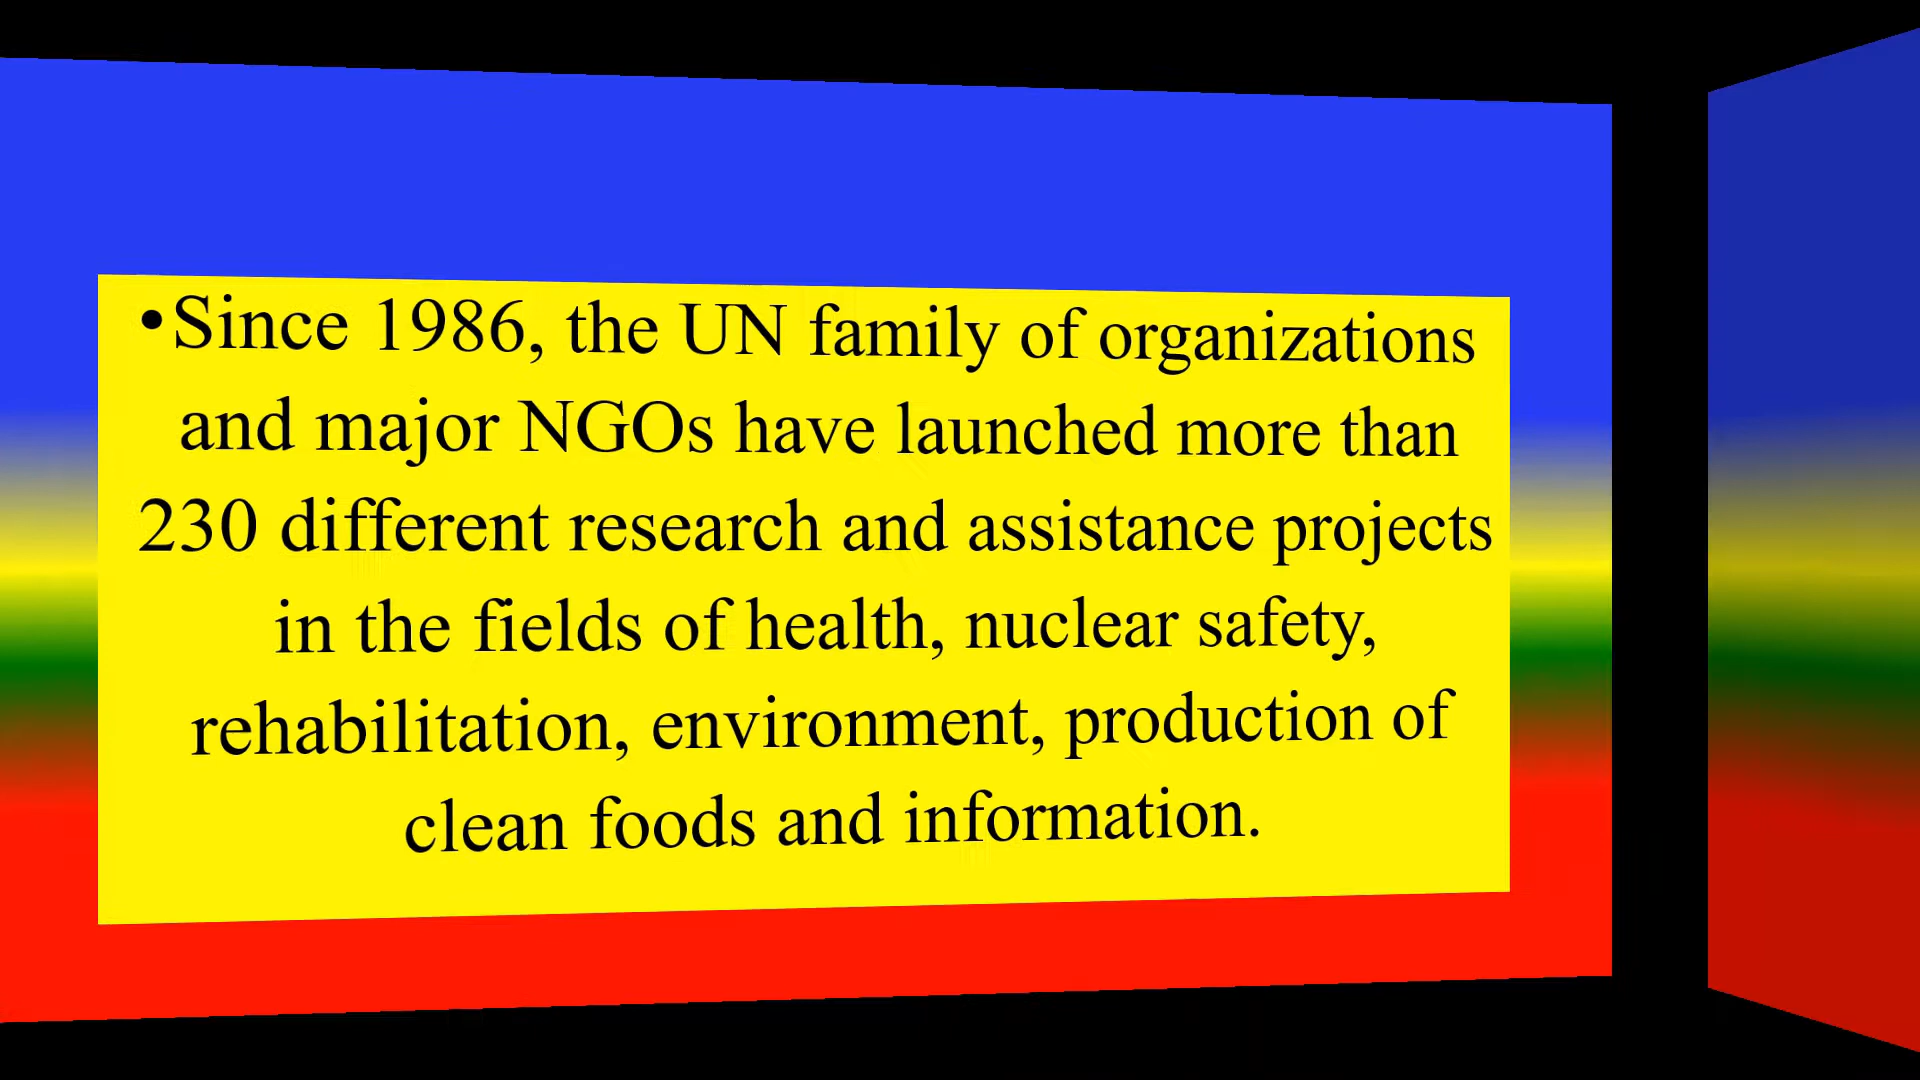 •Since 1986, the UN family of organizations
and major NGOs have launched more than
230 different research and assistance projects
in the fields of health, nuclear safety,
rehabilitation, environment, production of
clean foods and information.